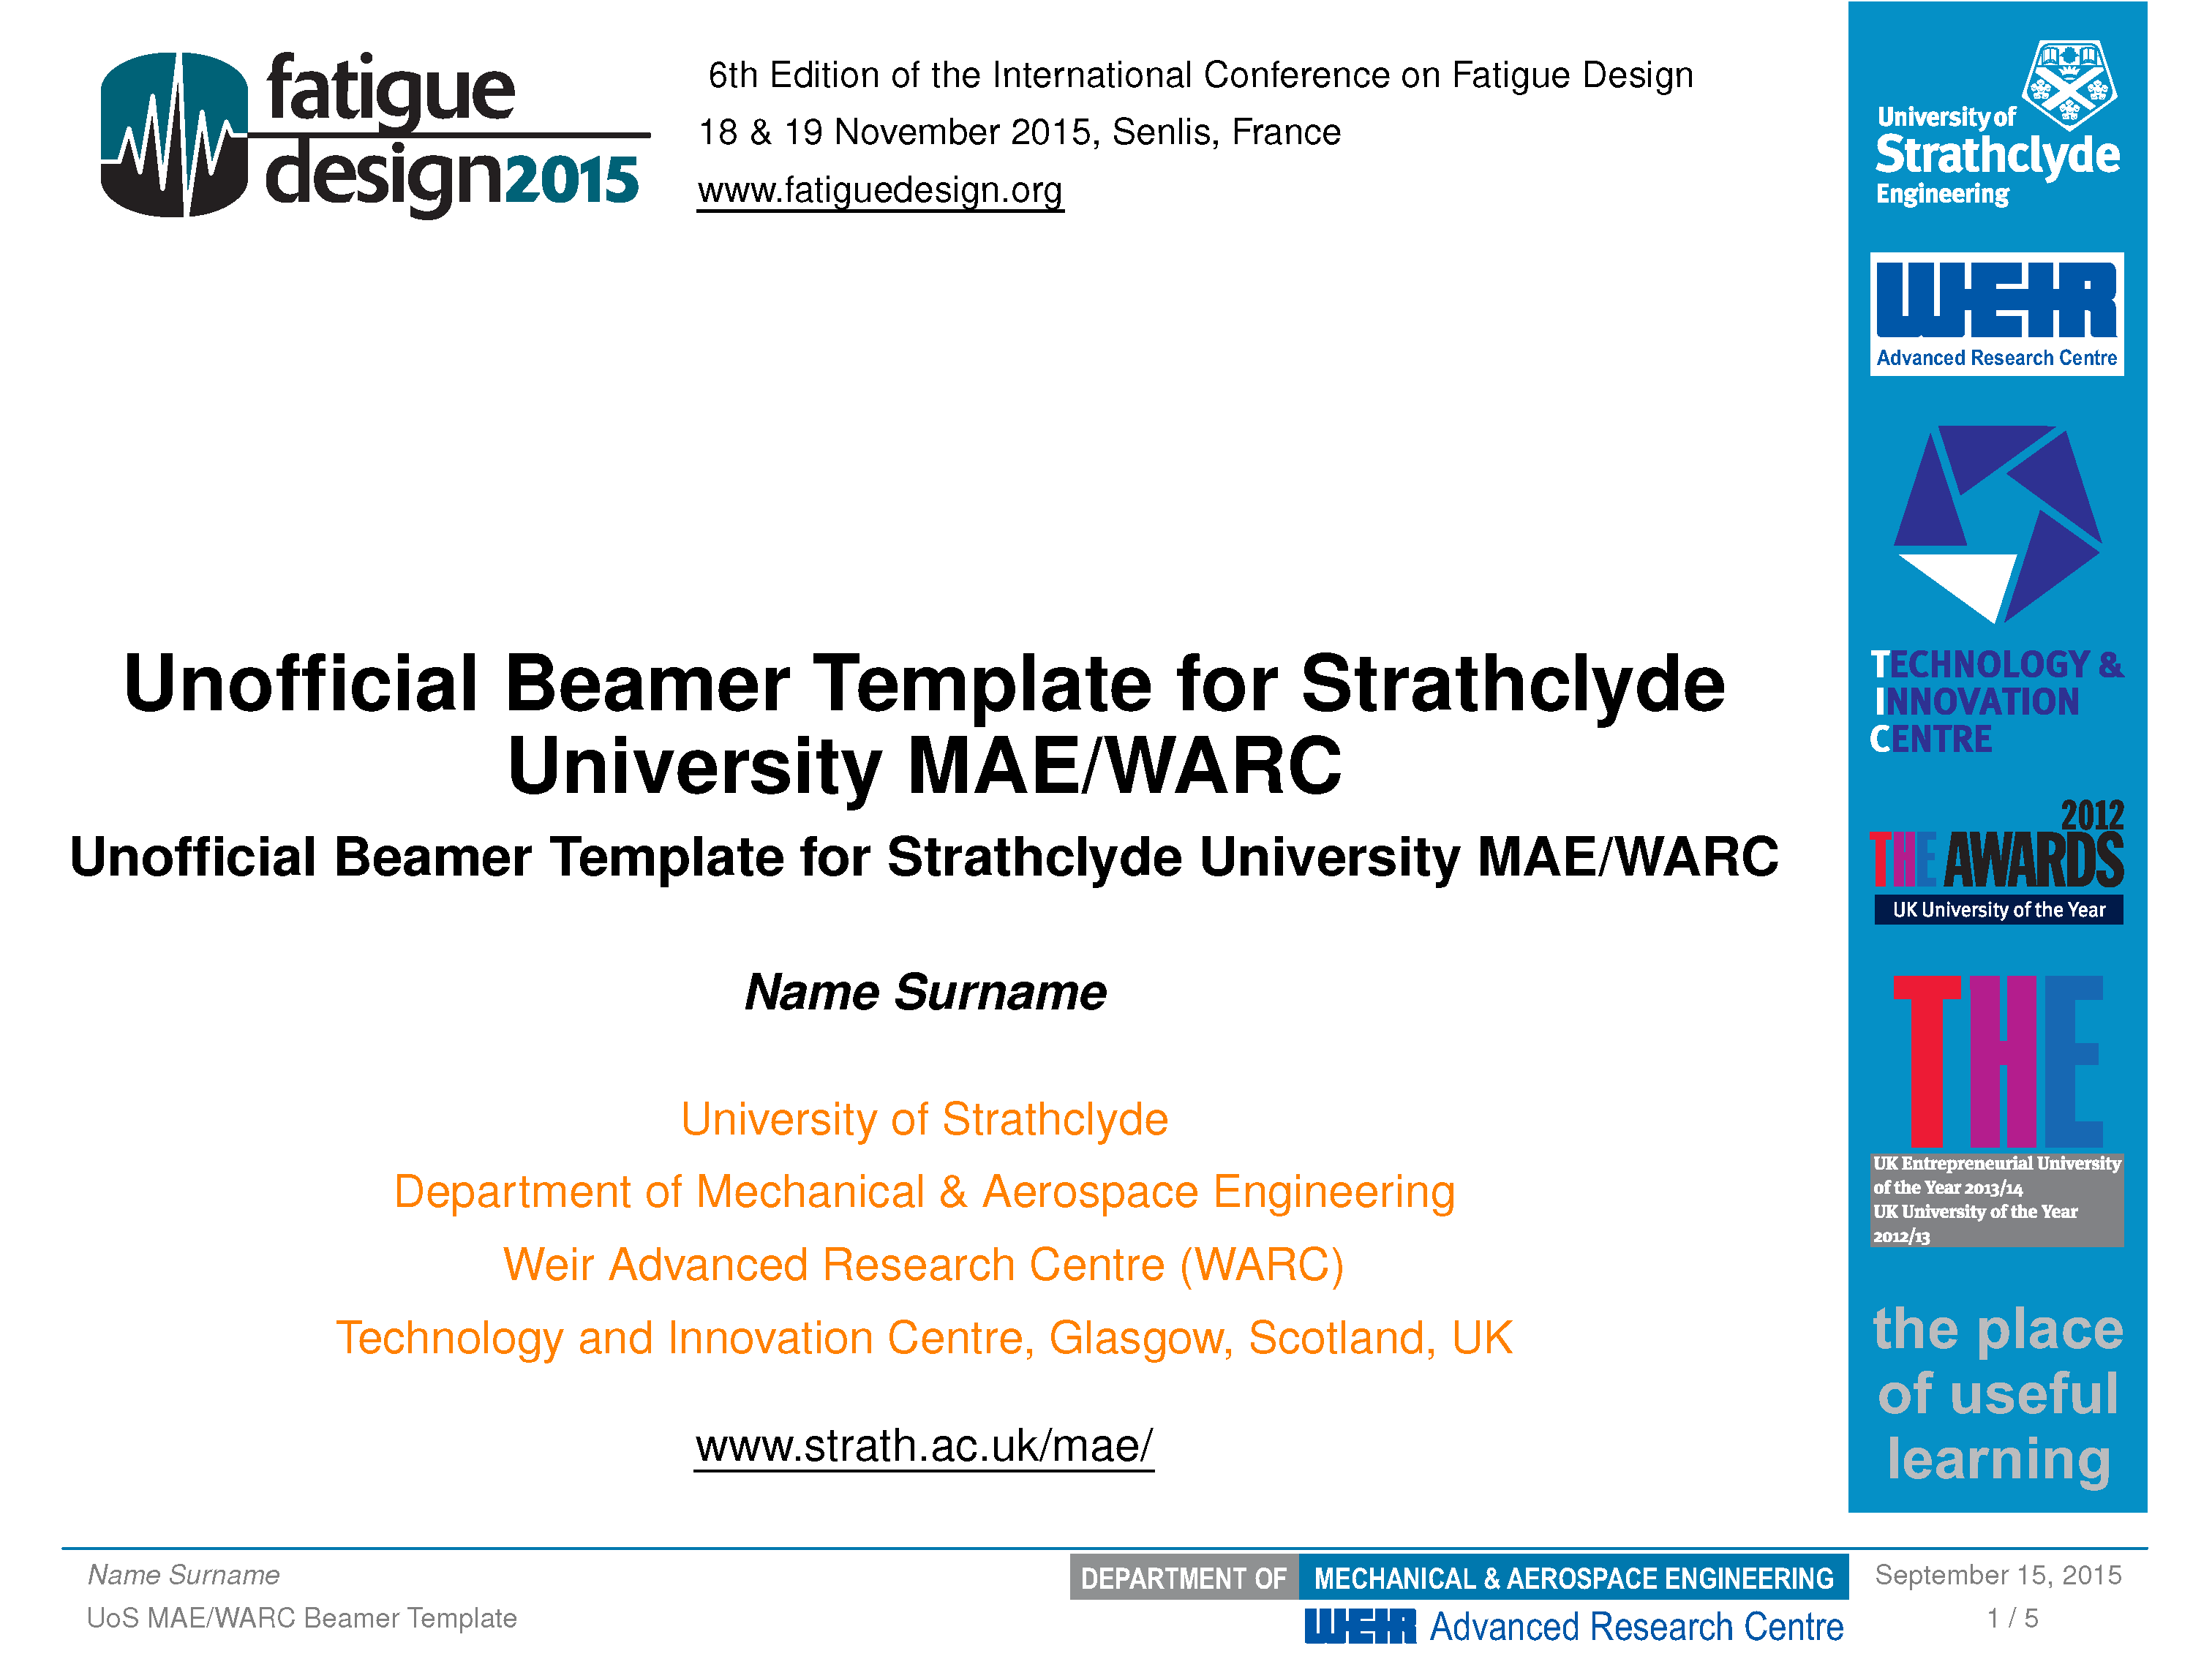 fatigue
design2015
6th Edition of the International Conference on Fatigue Design
18 & 19 November 2015, Senlis, France
www.fatiguedesign.org
Unofficial Beamer Template for Strathclyde
University MAE/WARC
Unofficial Beamer Template for Strathclyde University MAE/WARC
Name Surname
University of Strathclyde
Department of Mechanical & Aerospace Engineering
Weir Advanced Research Centre (WARC)
Technology and Innovation Centre, Glasgow, Scotland, UK
www.strath.ac.uk/mae/
University of
Strathclyde
Engineering
WEIR
Advanced Research Centre
TECHNOLOGY &
INNOVATION
CENTRE
2012
THE AWARDS
UK University of the Year
THE
UK Entrepreneurial University
of the Year 2013/14
UK University of the Year
2012/13
the place
of useful
learning
Name Surname
UoS MAE/WARC Beamer Template
DEPARTMENT OF MECHANICAL & AEROSPACE ENGINEERING
WEIR Advanced Research Centre
September 15, 2015
1 / 5